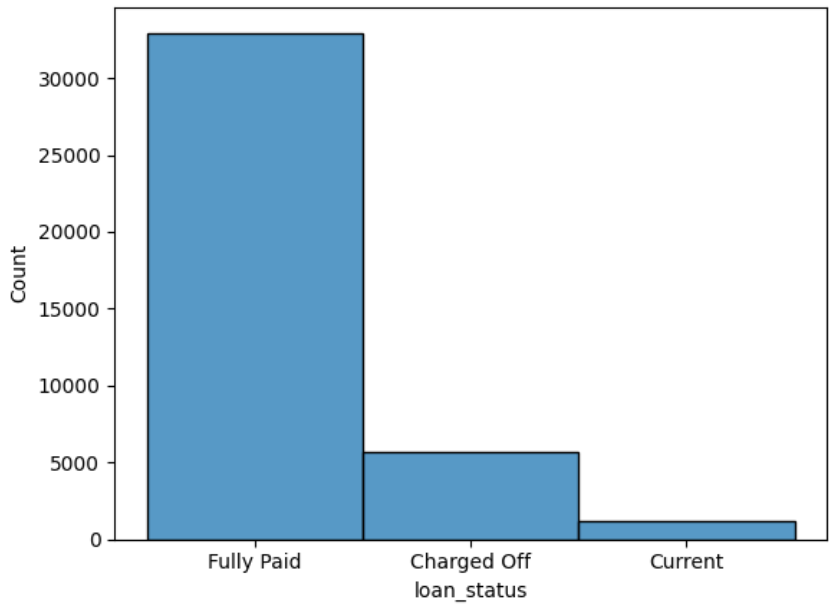 30000
25000
20000
15000
10000
5000
0
Count
Fully Paid
Charged Off
Current
loan_status